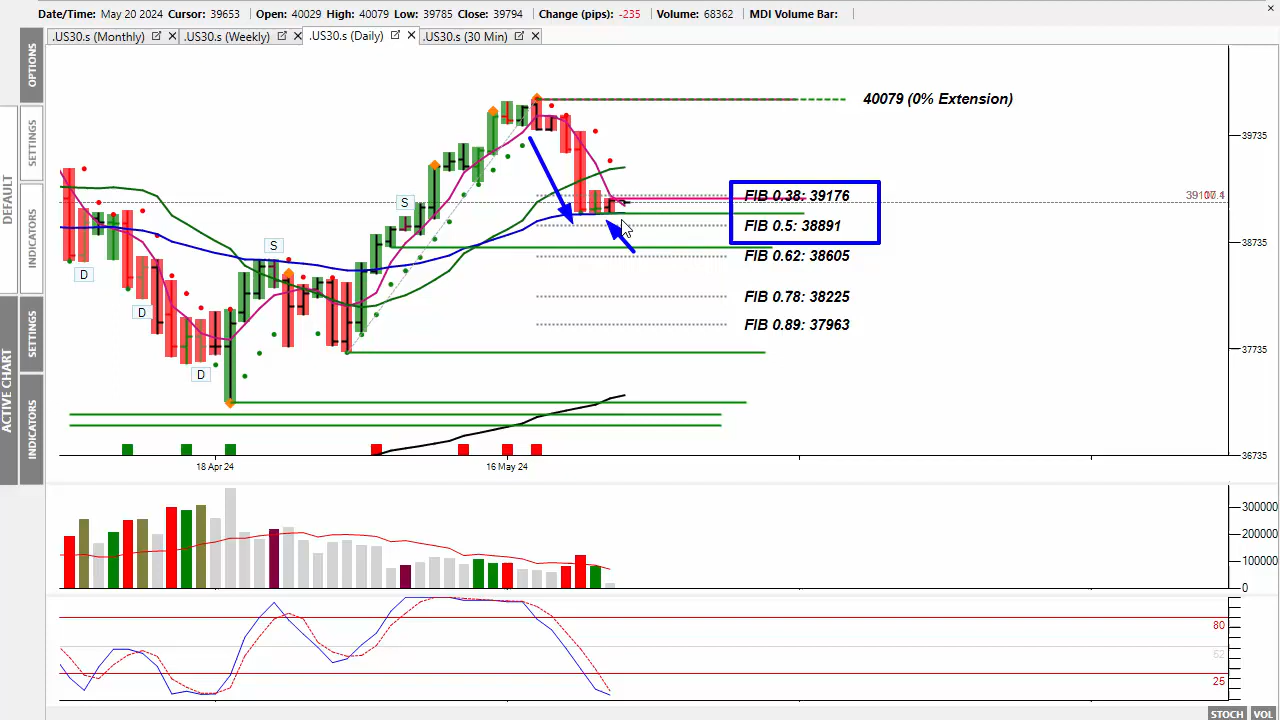 Date/Time: May 20 2024 Cursor: 39653 Open: 40029 High: 40079 Low: 39785 Close: 39794 Change (pips): -235 Volume: 68362 MDI Volume Bar:
.US30.s (Monthly) .US30.s (Weekly) .US30.s (Daily) .US30.s (30 Min)
OPTIONS
SETTINGS
DEFAULT
INDICATORS
SETTINGS
ACTIVE CHART
INDICATORS
40079 (0% Extension)
39735
FIB 0.38: 39176
S
FIB 0.5: 38891
S
38735
FIB 0.62: 38605
D
FIB 0.78: 38225
D
FIB 0.89: 37963
37735
D
36735
18 Apr 24
16 May 24
300000
200000
100000
0
80
52
25
STOCH VOL